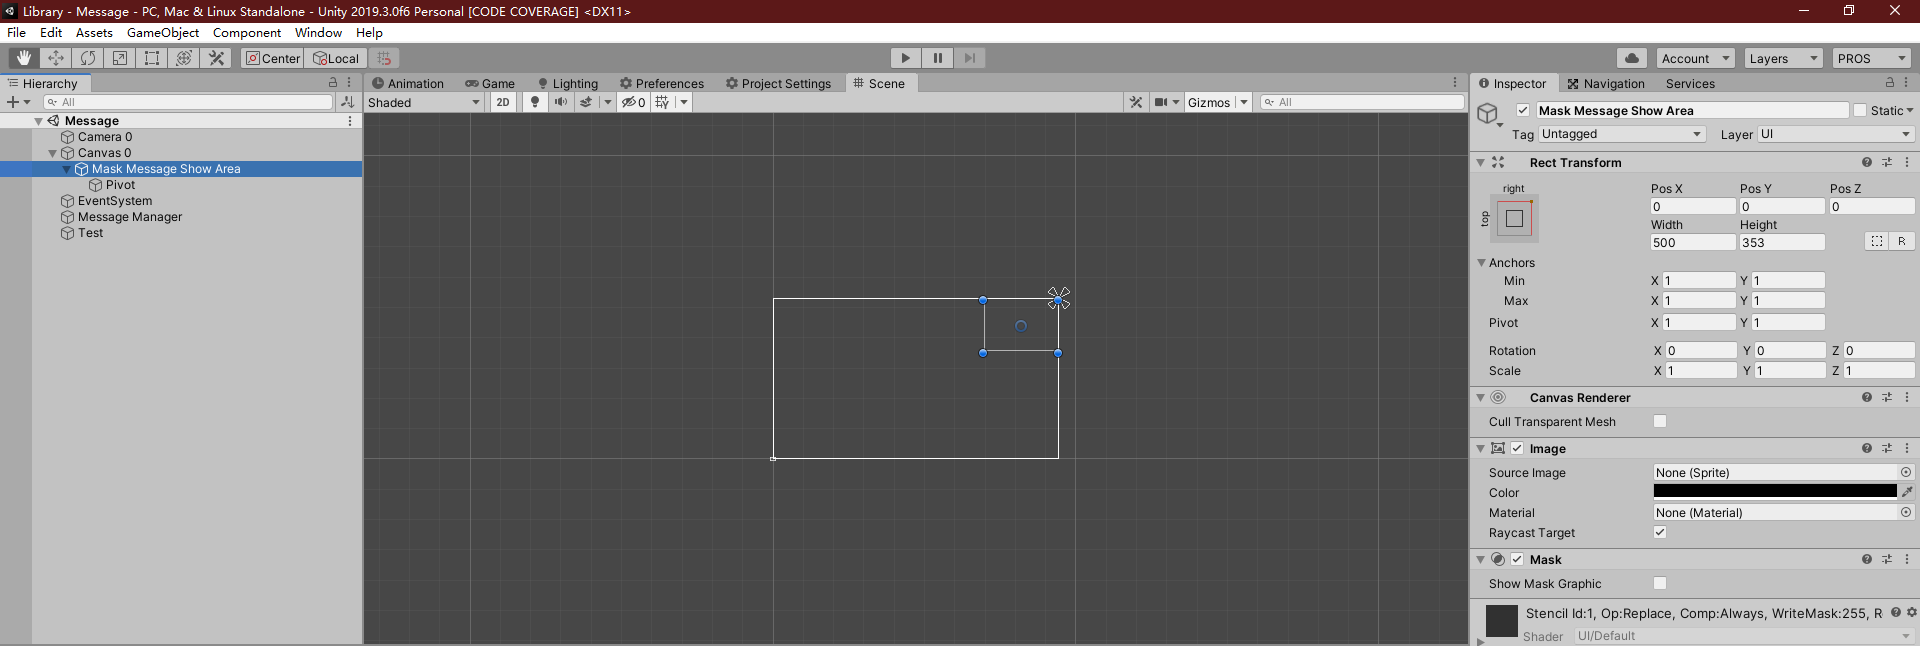 Library - Message - PC, Mac & Linux Standalone - Unity 2019.3.0f6 Personal [CODE COVERAGE] <DX11>
File Edit Assets GameObject Component Window Help
Center Local Account Layers PROS
Hierarchy
All
Message
Camera 0
Canvas 0
Mask Message Show Area
Pivot
EventSystem
Message Manager
Test
Animation Game Lighting Preferences Project Settings Scene
Shaded 2D 0 Gizmos All
Inspector Navigation Services
Mask Message Show Area Static
Tag Untagged Layer UI
Rect Transform
right
top
Pos X Pos Y Pos Z
0 0 0
Width Height
500 353
R
Anchors
Min X 1 Y 1
Max X 1 Y 1
Pivot X 1 Y 1
Rotation X 0 Y 0 Z 0
Scale X 1 Y 1 Z 1
Canvas Renderer
Cull Transparent Mesh
Image
Source Image None (Sprite)
Color
Material None (Material)
Raycast Target
Mask
Show Mask Graphic
Stencil Id:1, Op:Replace, Comp:Always, WriteMask:255, R
Shader UI/Default